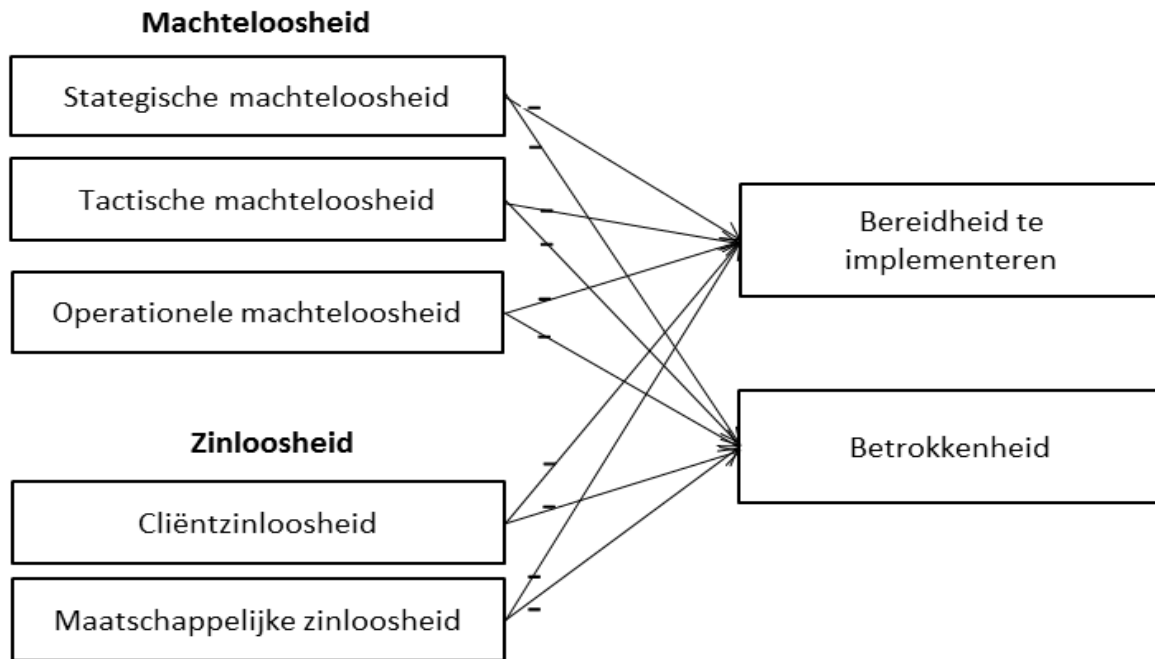 Machteloosheid
Stategische machteloosheid
Tactische machteloosheid
Operationele machteloosheid
Zinloosheid
Cliëntzinloosheid
Maatschappelijke zinloosheid
Bereidheid te
implementeren
Betrokkenheid
-
-
-
-
-
-
-
-
-
-